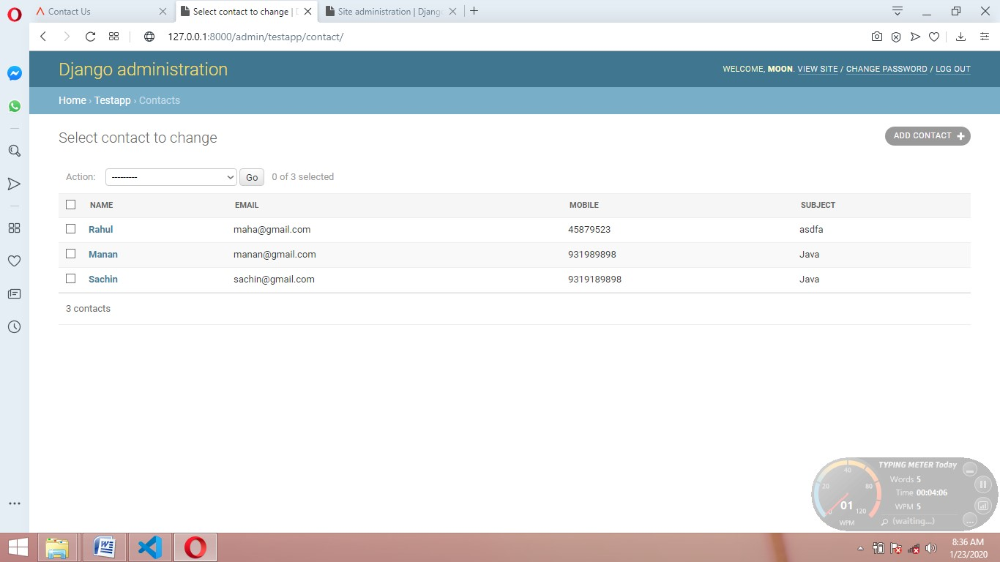 Contact Us
Select contact to change | D
Site administration | Django
127.0.0.1:8000/admin/testapp/contact/
Django administration
WELCOME, MOON. VIEW SITE / CHANGE PASSWORD / LOG OUT
Home › Testapp › Contacts
Select contact to change
ADD CONTACT +
Action: --------- Go 0 of 3 selected
NAME EMAIL MOBILE SUBJECT
Rahul maha@gmail.com 45879523 asdfa
Manan manan@gmail.com 931989898 Java
Sachin sachin@gmail.com 9319189898 Java
3 contacts
TYPING METER Today
Words 5
Time 00:04:06
WPM 5
(waiting...)
0 20 40 80 120
01
WPM
8:36 AM
1/23/2020